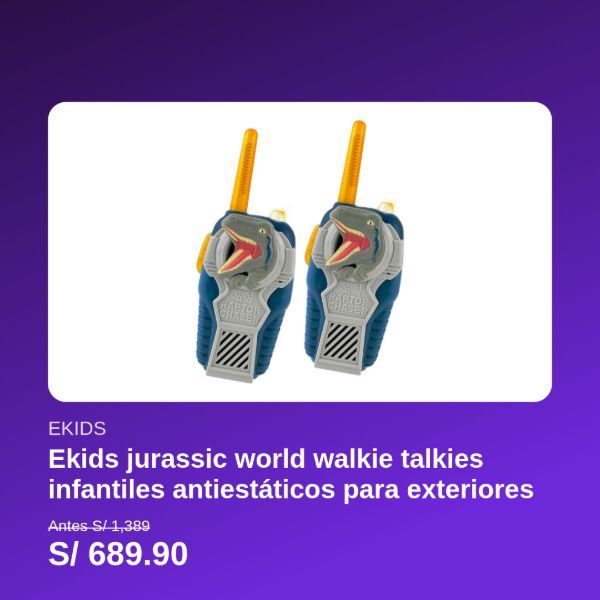 RAPTOR
CHASER
RAPTOR
CHASER
EKIDS
Ekids jurassic world walkie talkies
infantiles antiestáticos para exteriores
Antes S/ 1,389
S/ 689.90